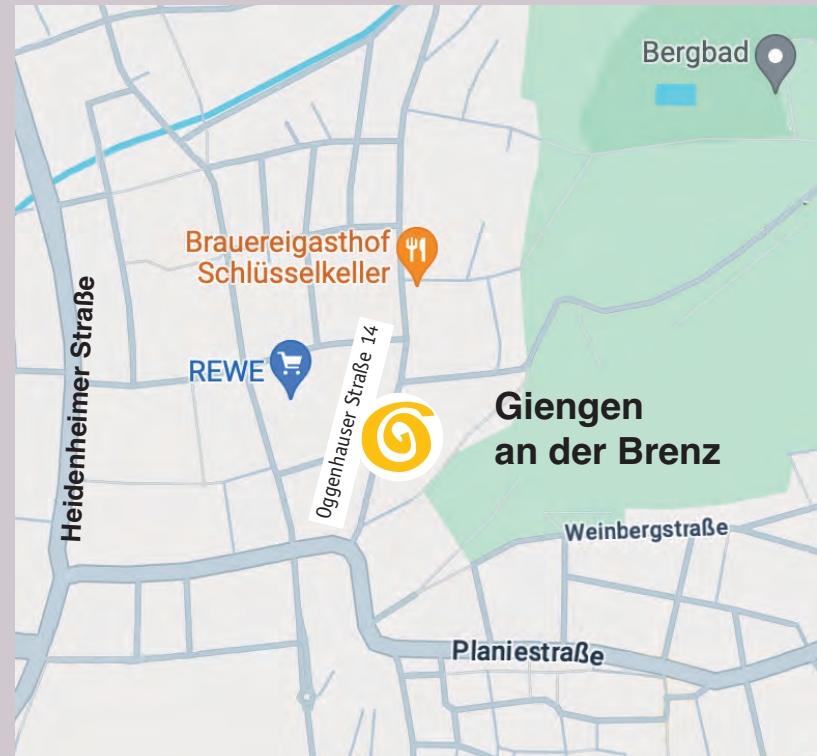 Bergbad
Brauereigasthof
Schlüsselkeller
Heidenheimer Straße
REWE
Oggenhauser Straße 14
Giengen
an der Brenz
Weinbergstraße
Planiestraße